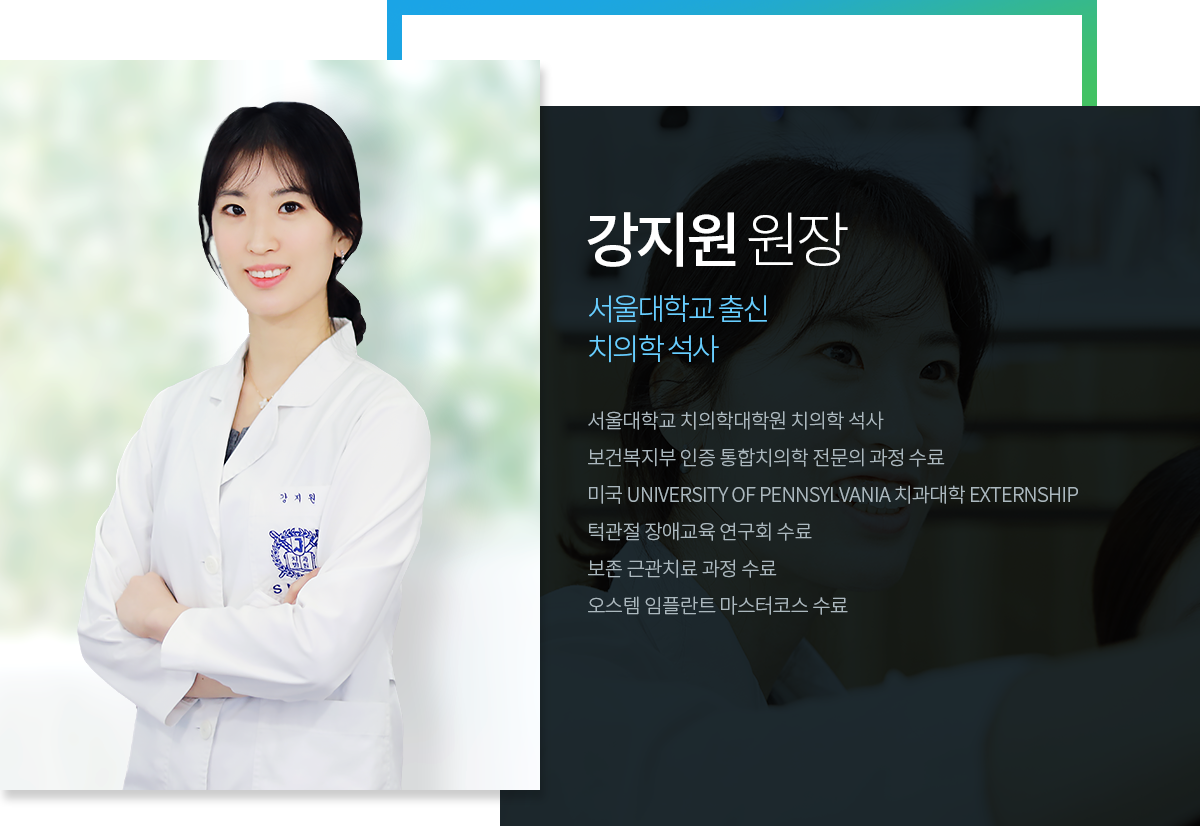 강지원 원장
서울대학교 출신
치의학 석사
서울대학교 치의학대학원 치의학 석사
보건복지부 인증 통합치의학 전문의 과정 수료
미국 UNIVERSITY OF PENNSYLVANIA 치과대학 EXTERNSHIP
턱관절 장애교육 연구회 수료
보존 근관치료 과정 수료
오스템 임플란트 마스터코스 수료
강지원